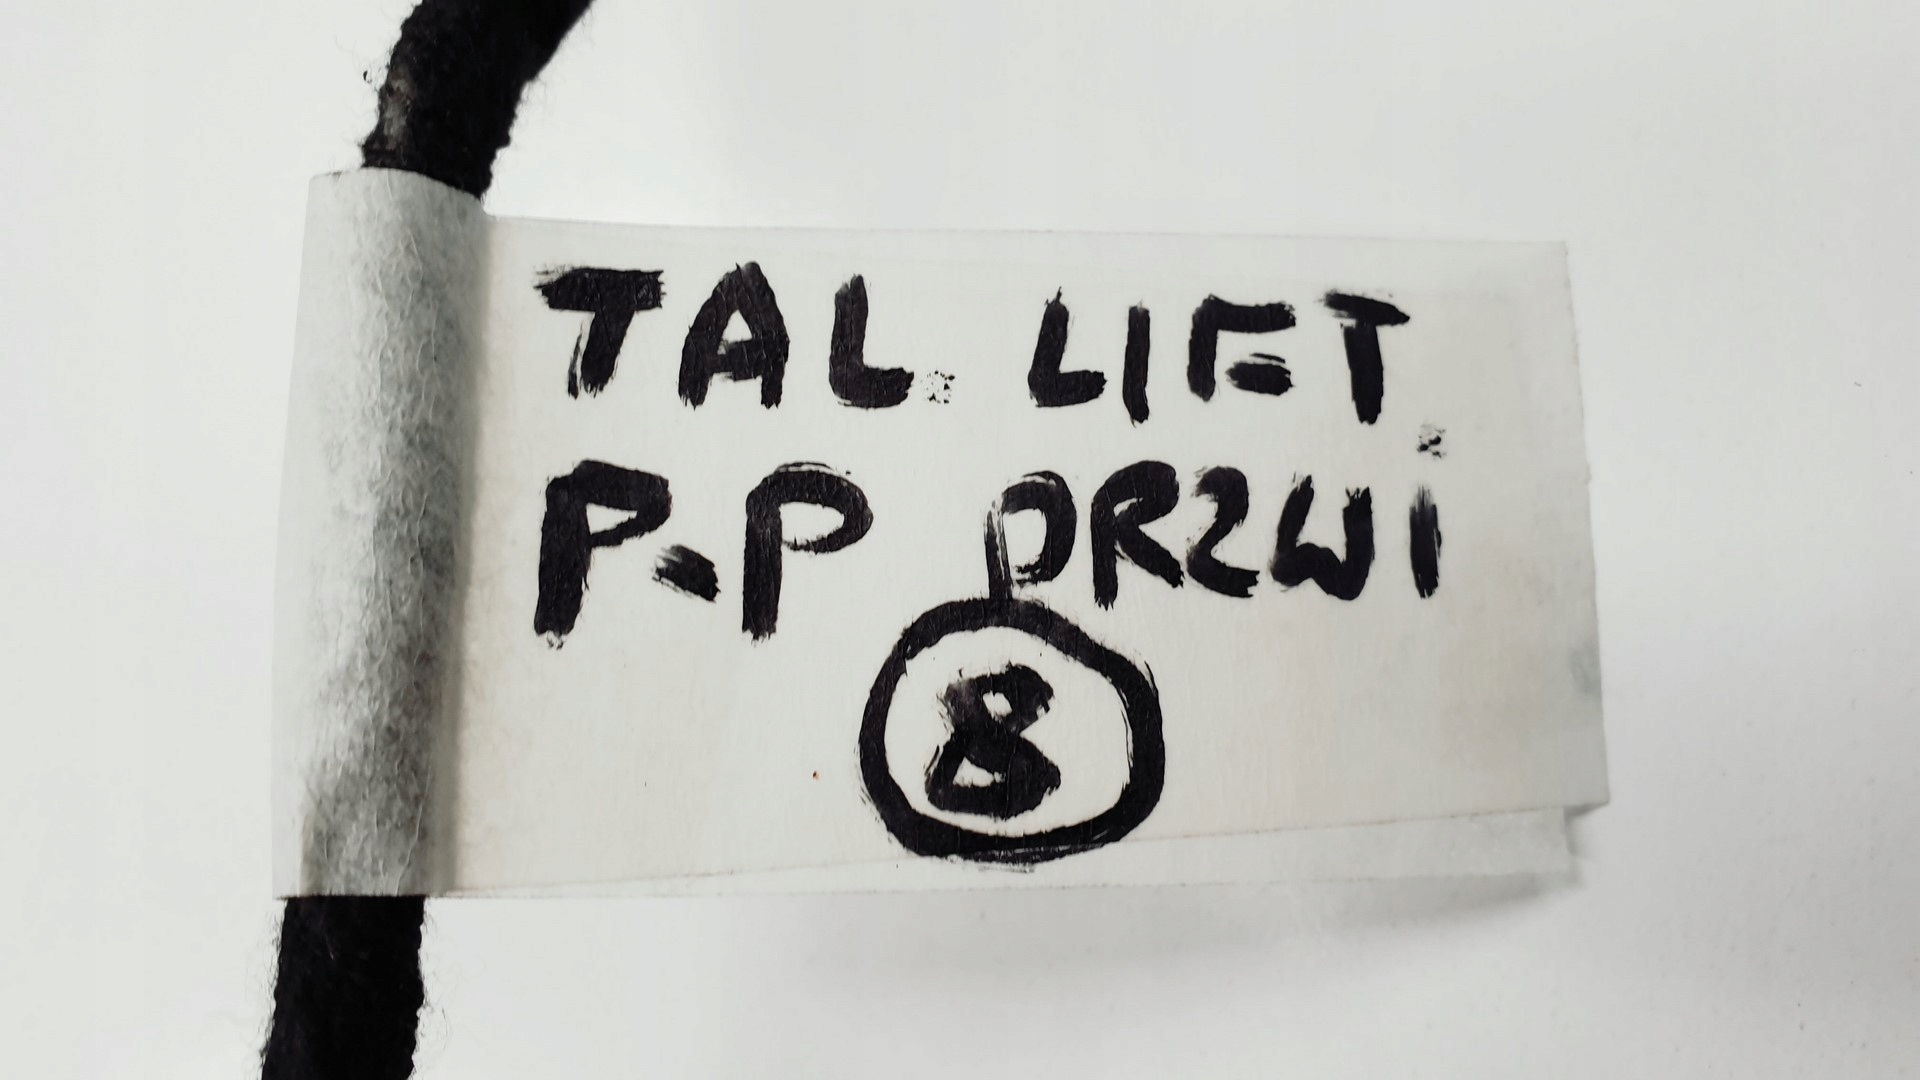 TAL. LIFT
P.P DRZWi
8